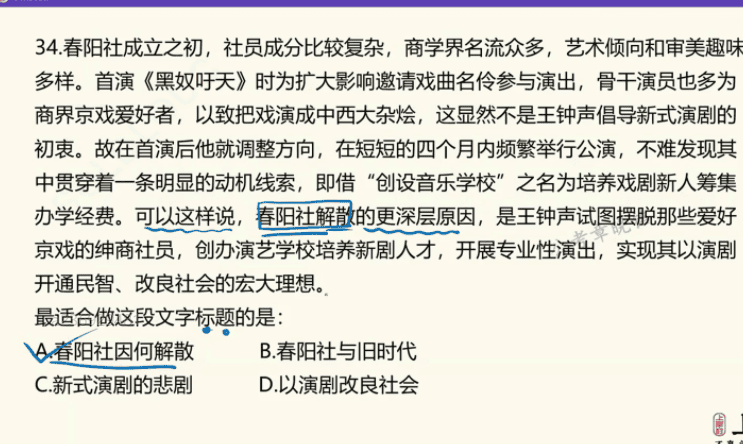 34.春阳社成立之初，社员成分比较复杂，商学界名流众多，艺术倾向和审美趣味
多样。首演《黑奴吁天》时为扩大影响邀请戏曲名伶参与演出，骨干演员也多为
商界京戏爱好者，以致把戏演成中西大杂烩，这显然不是王钟声倡导新式演剧的
初衷。故在首演后他就调整方向，在短短的四个月内频繁举行公演，不难发现其
中贯穿着一条明显的动机线索，即借“创设音乐学校”之名为培养戏剧新人筹集
办学经费。可以这样说，春阳社解散的更深层原因，是王钟声试图摆脱那些爱好
京戏的绅商社员，创办演艺学校培养新剧人才，开展专业性演出，实现其以演剧
开通民智、改良社会的宏大理想。
最适合做这段文字标题的是：
A.春阳社因何解散 B.春阳社与旧时代
C.新式演剧的悲剧 D.以演剧改良社会